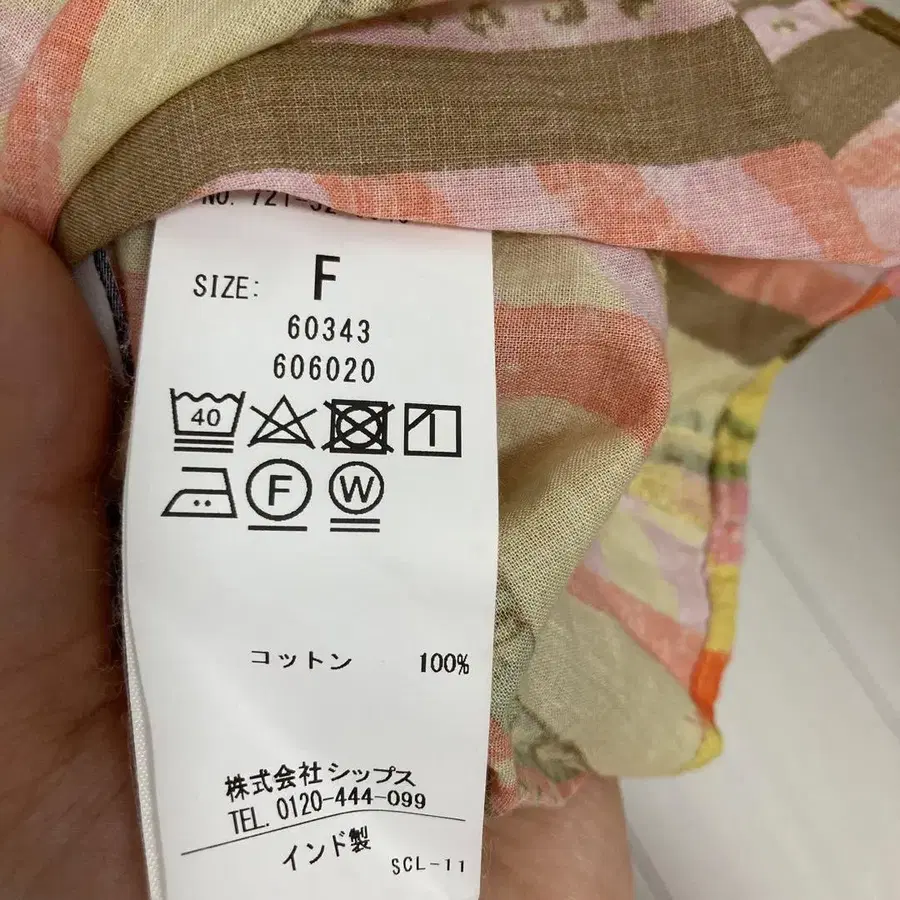 SIZE: F
60343
606020
40
F W
コットン 100%
株式会社 シップス
TEL. 0120-444-099
インド製
SCL-11